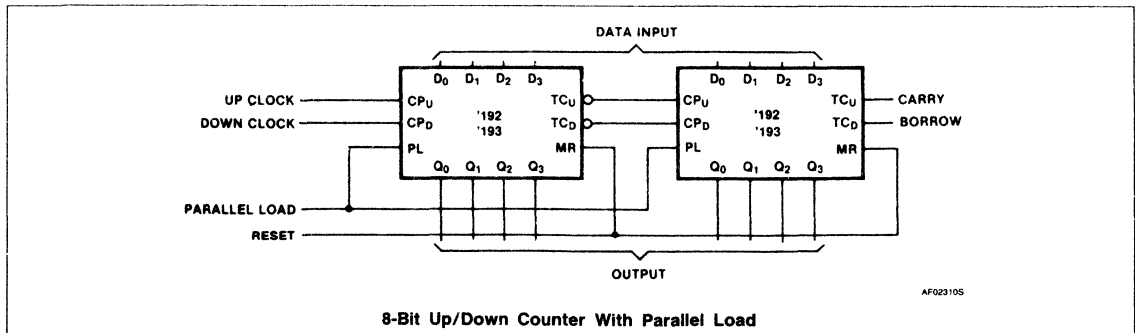 DATA INPUT
D0 D1 D2 D3 D0 D1 D2 D3
UP CLOCK CPU TCU CPU TCU CARRY
'192 '192
DOWN CLOCK CPD TCD CPD TCD BORROW
'193 '193
PL MR PL MR
Q0 Q1 Q2 Q3 Q0 Q1 Q2 Q3
PARALLEL LOAD
RESET
OUTPUT
AF02310S
8-Bit Up/Down Counter With Parallel Load